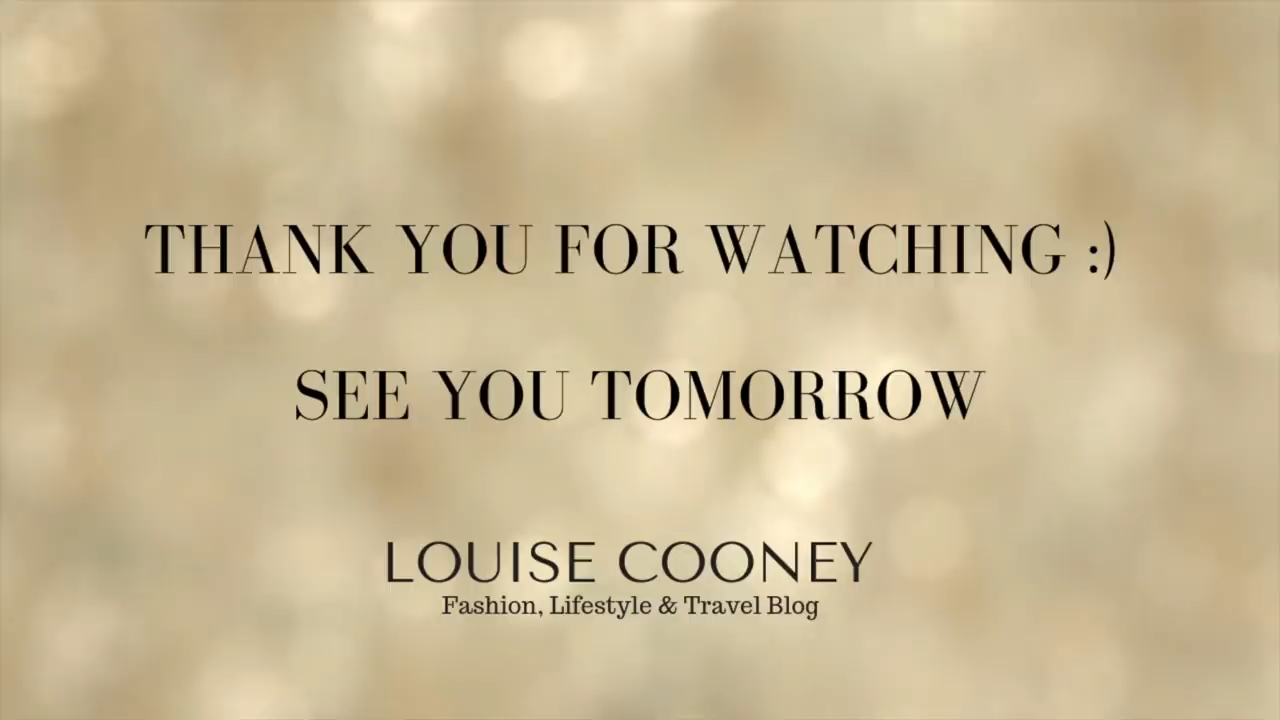 THANK YOU FOR WATCHING :)
SEE YOU TOMORROW
LOUISE COONEY
Fashion, Lifestyle & Travel Blog